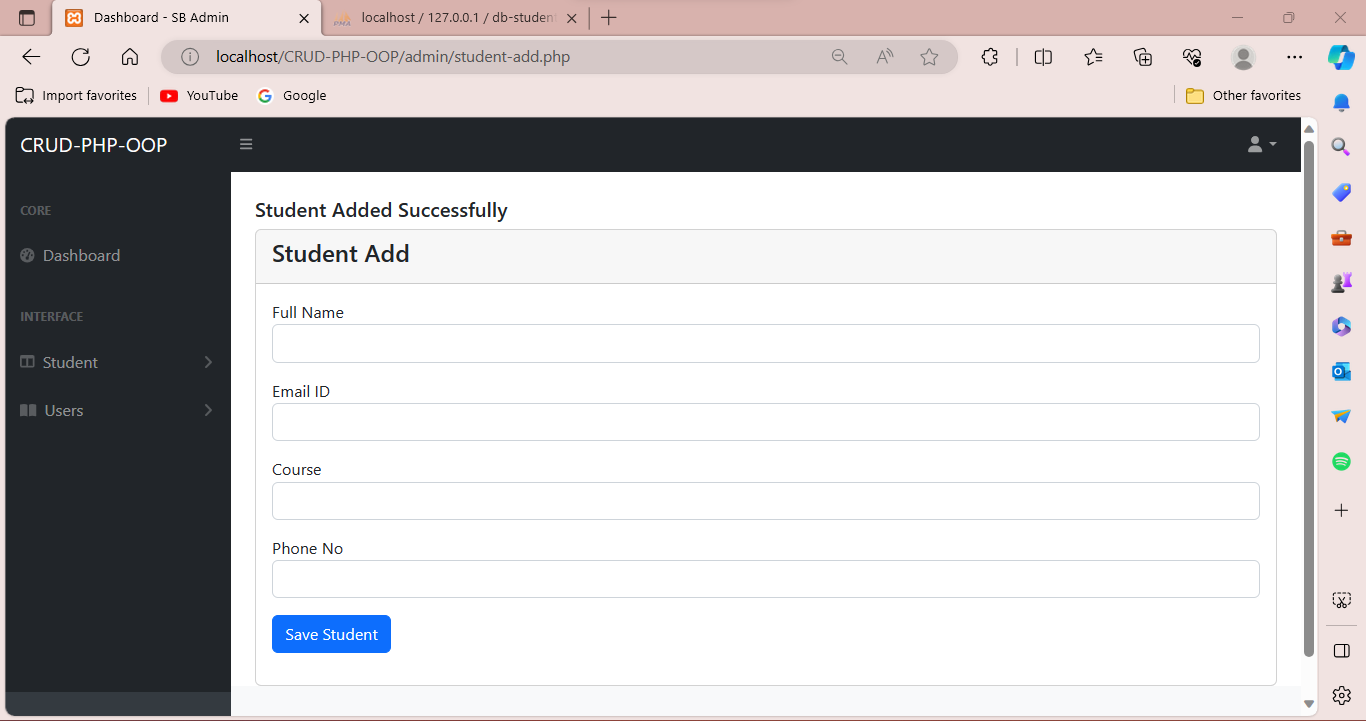 Dashboard - SB Admin
localhost / 127.0.0.1 / db-student
localhost/CRUD-PHP-OOP/admin/student-add.php
Import favorites
YouTube
Google
Other favorites
CRUD-PHP-OOP
CORE
Dashboard
INTERFACE
Student
Users
Student Added Successfully
Student Add
Full Name
Email ID
Course
Phone No
Save Student